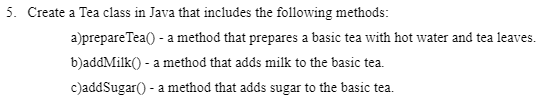 5. Create a Tea class in Java that includes the following methods:
a)prepareTea() - a method that prepares a basic tea with hot water and tea leaves.
b)addMilk() - a method that adds milk to the basic tea.
c)addSugar() - a method that adds sugar to the basic tea.